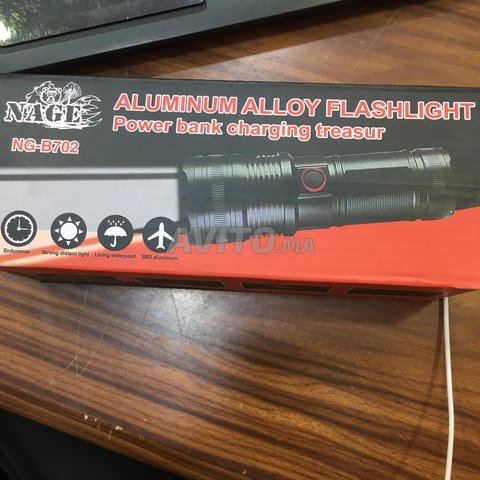 NAGE
NG-B702
ALUMINUM ALLOY FLASHLIGHT
Power bank charging treasur
Endurance
Strong distant light
Living waterpoof
3063 aluminum
AVITO.MA